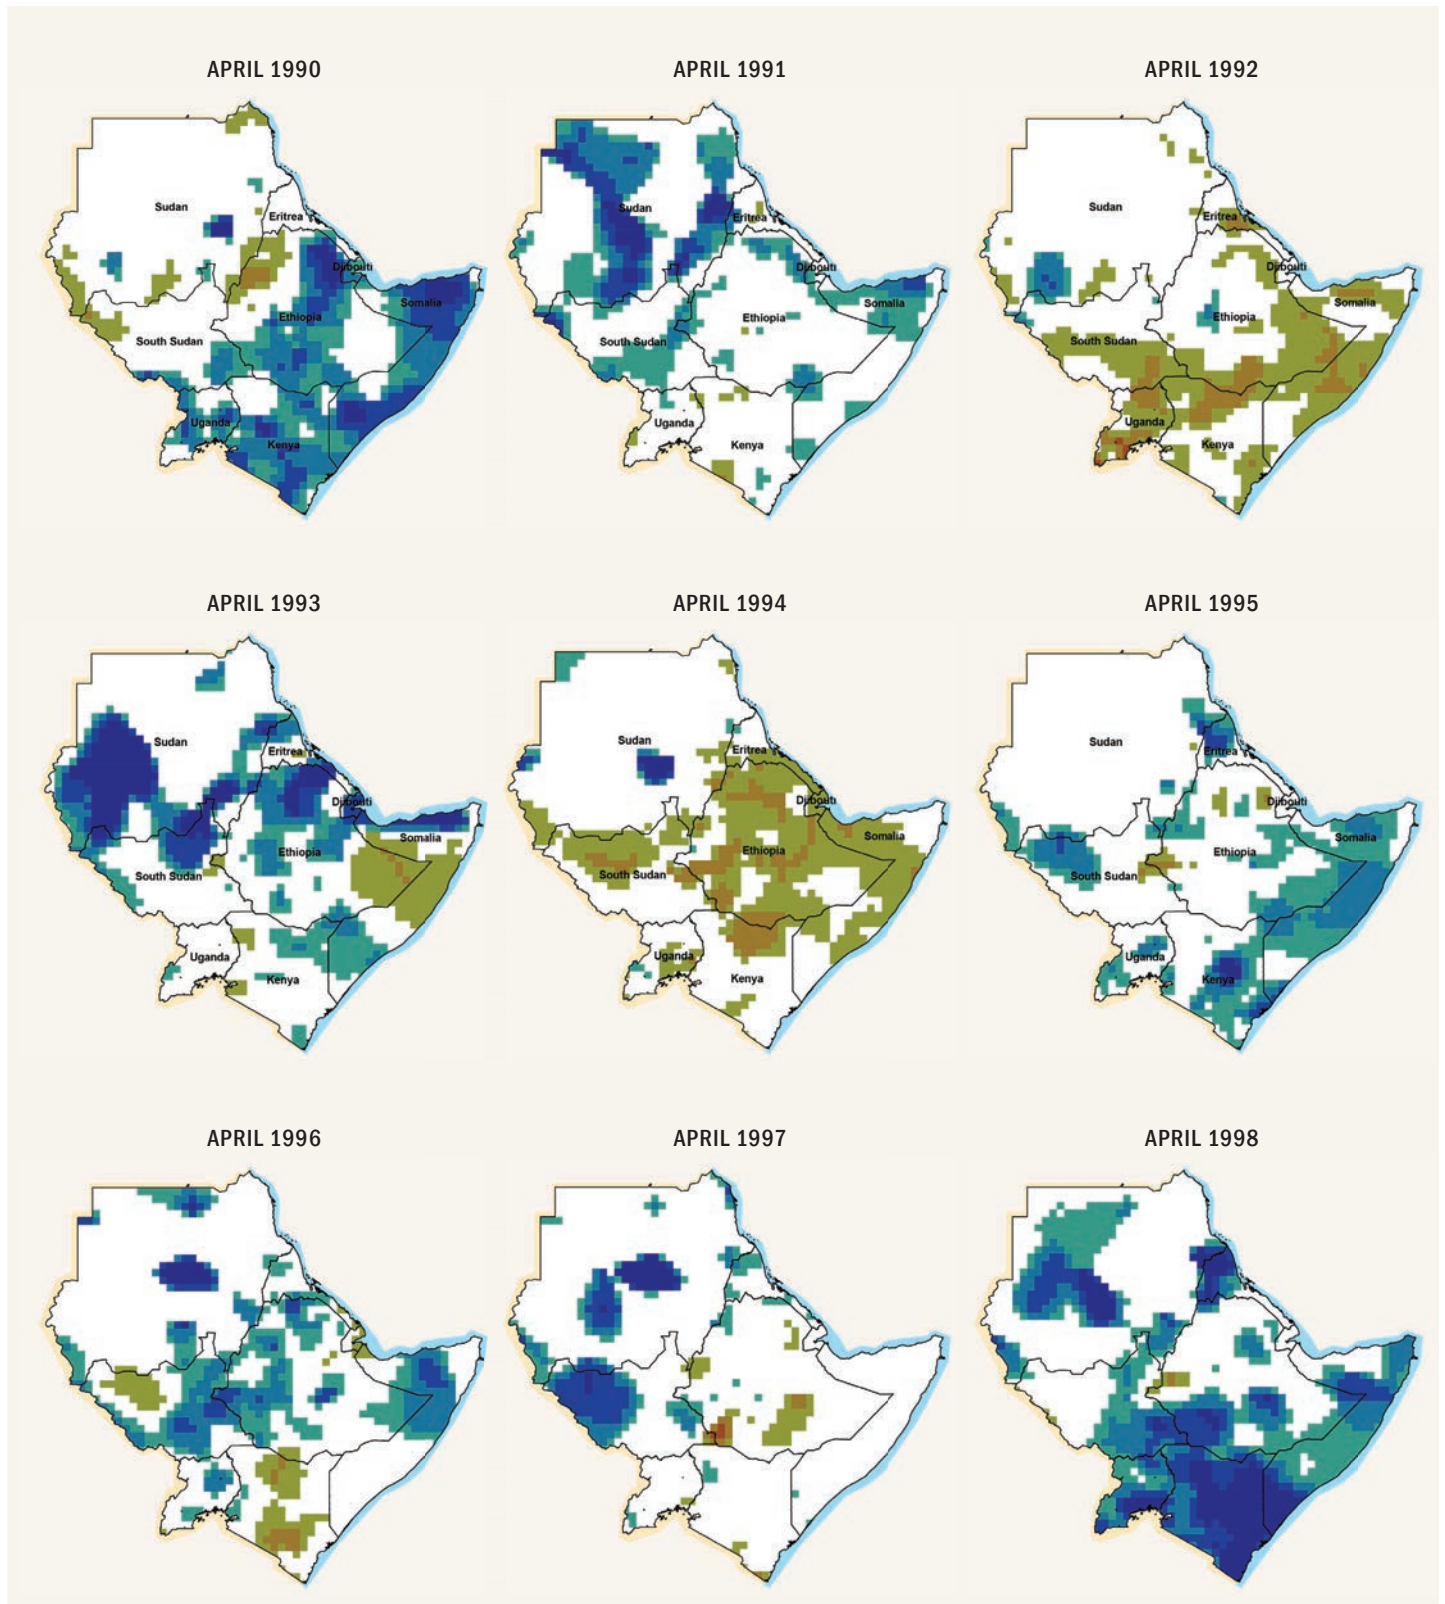 APRIL 1990
APRIL 1991
APRIL 1992
Sudan
Eritrea
Djibouti
Somalia
Ethiopia
South Sudan
Uganda
Kenya
Sudan
Eritrea
Djibouti
Somalia
Ethiopia
South Sudan
Uganda
Kenya
Sudan
Eritrea
Djibouti
Somalia
Ethiopia
South Sudan
Uganda
Kenya
APRIL 1993
APRIL 1994
APRIL 1995
Sudan
Eritrea
Djibouti
Somalia
Ethiopia
South Sudan
Uganda
Kenya
Sudan
Eritrea
Djibouti
Somalia
Ethiopia
South Sudan
Uganda
Kenya
Sudan
Eritrea
Djibouti
Somalia
Ethiopia
South Sudan
Uganda
Kenya
APRIL 1996
APRIL 1997
APRIL 1998